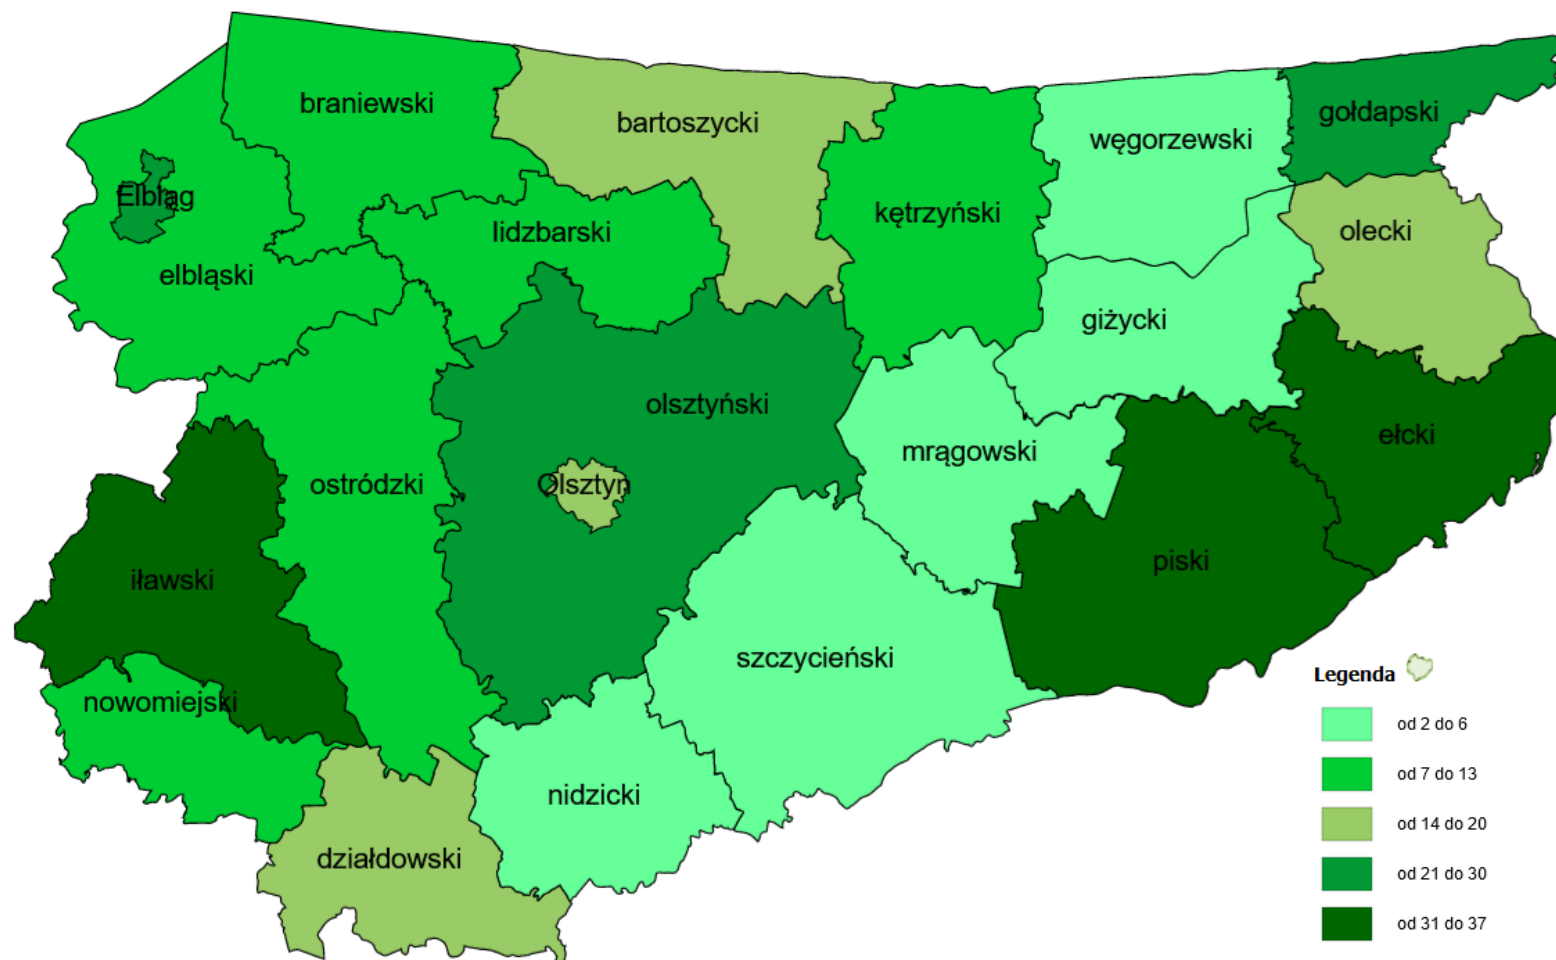 braniewski
bartoszycki
gołdapski
węgorzewski
Elbląg
kętrzyński
lidzbarski
olecki
elbląski
giżycki
olsztyński
ełcki
mrągowski
ostródzki
Olsztyn
piski
iławski
szczycieński
nowomiejski
nidzicki
działdowski
Legenda
od 2 do 6
od 7 do 13
od 14 do 20
od 21 do 30
od 31 do 37